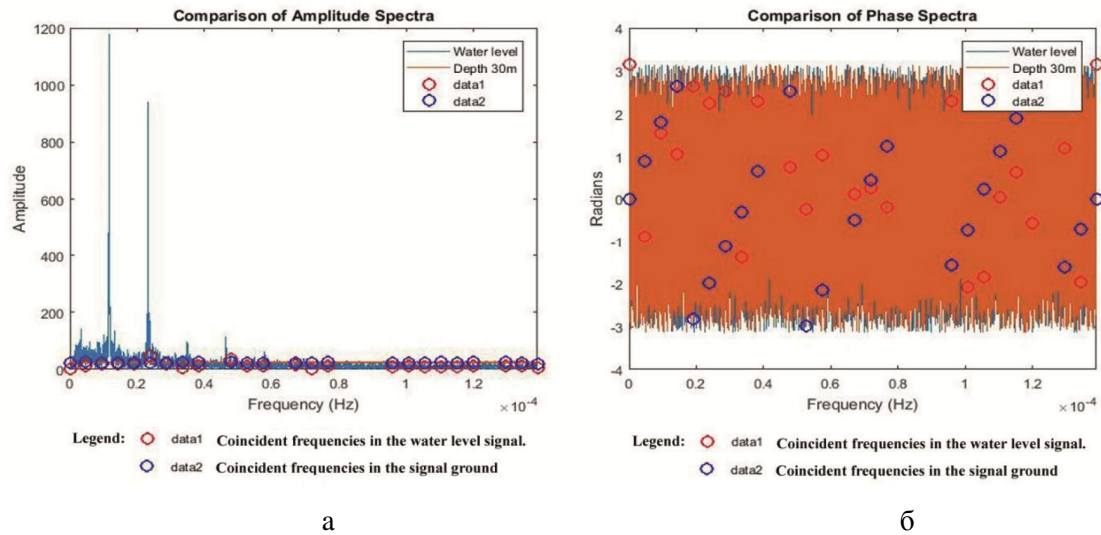 Comparison of Amplitude Spectra
1200
1000
800
600
400
200
0
Amplitude
0 0.2 0.4 0.6 0.8 1 1.2
Frequency (Hz)
×10⁻⁴
Water level
Depth 30m
data1
data2
Legend: data1 Coincident frequencies in the water level signal.
data2 Coincident frequencies in the signal ground
а
Comparison of Phase Spectra
4
3
2
1
0
-1
-2
-3
-4
Radians
0 0.2 0.4 0.6 0.8 1 1.2
Frequency (Hz)
×10⁻⁴
Water level
Depth 30m
data1
data2
Legend: data1 Coincident frequencies in the water level signal.
data2 Coincident frequencies in the signal ground
б